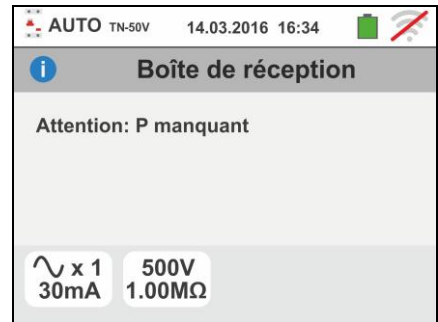 AUTO TN-50V 14.03.2016 16:34
i Boîte de réception
Attention: P manquant
x 1 500V
30mA 1.00MΩ